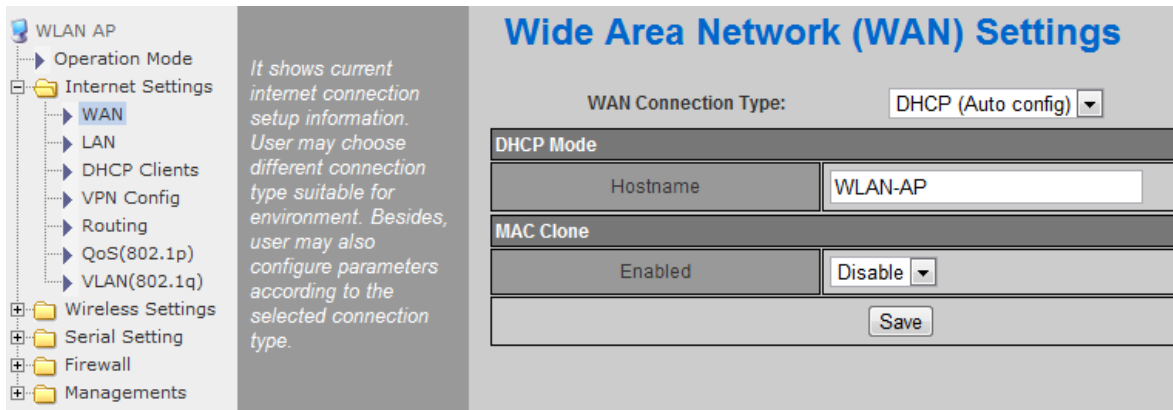 WLAN AP
Operation Mode
Internet Settings
WAN
LAN
DHCP Clients
VPN Config
Routing
QoS(802.1p)
VLAN(802.1q)
Wireless Settings
Serial Setting
Firewall
Managements
It shows current
internet connection
setup information.
User may choose
different connection
type suitable for
environment. Besides,
user may also
configure parameters
according to the
selected connection
type.
Wide Area Network (WAN) Settings
WAN Connection Type: DHCP (Auto config)
DHCP Mode
Hostname WLAN-AP
MAC Clone
Enabled Disable
Save